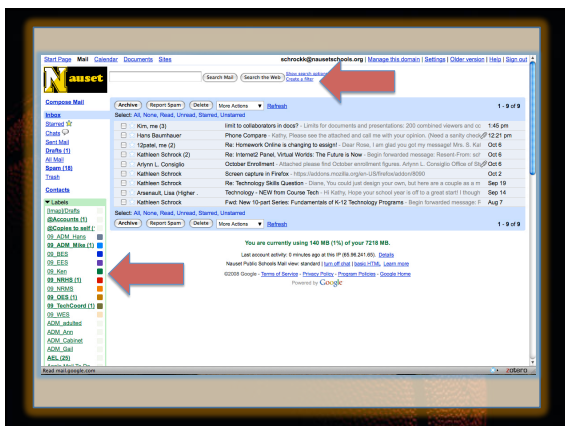 Start Page Mail Calendar Documents Sites
schrockk@nausetschools.org | Manage this domain | Settings | Older version | Help | Sign out
Nauset
Search Mail Search the Web Show search options
Create a filter
Compose Mail
Inbox
Starred
Chats
Sent Mail
Drafts (1)
All Mail
Spam (18)
Trash
Contacts
Labels
[Imap]/Drafts
@Accounts (1)
@Copies to self (
09_ADM_Hans
09_ADM_Mike (1)
09_BES
09_EES
09_Ken
09_NRHS (1)
09_NRMS
09_OES (1)
09_TechCoord (1)
09_WES
ADM_adulted
ADM_Ann
ADM_Cabinet
ADM_Gail
AEL (25)
Archive Report Spam Delete More Actions Refresh 1 - 9 of 9
Select: All, None, Read, Unread, Starred, Unstarred
Kim, me (3) limit to collaborators in docs? - Limits for documents and presentations: 200 combined viewers and co 1:45 pm
Hans Baumhauer Phone Compare - Kathy, Please see the attached and call me with your opinion. (Need a sanity check 12:21 pm
12patel, me (2) Re: Homework Online is changing to essign! - Dear Rose, I am glad you got my message! Mrs. S. Kal Oct 6
Kathleen Schrock (2) Re: Internet2 Panel, Virtual Worlds: The Future is Now - Begin forwarded message: Resent-From: sch Oct 6
Arlynn L. Consiglio October Enrollment - Attached please find October enrollment figures. Arlynn L. Consiglio Office of Oct 6
Kathleen Schrock Screen capture in Firefox - https://addons.mozilla.org/en-US/firefox/addon/8090 Oct 2
Kathleen Schrock Re: Technology Skills Question - Diana, You could just design your own, but here are a couple as a m Sep 19
Arsenault, Lisa (Higher . Technology - NEW from Course Tech - Hi Kathy, Hope your school year is off to a great start! I though Sep 14
Kathleen Schrock Fwd: New 10-part Series: Fundamentals of K-12 Technology Programs - Begin forwarded message: F Aug 7
Select: All, None, Read, Unread, Starred, Unstarred
Archive Report Spam Delete More Actions Refresh 1 - 9 of 9
You are currently using 140 MB (1%) of your 7218 MB.
Last account activity: 0 minutes ago at this IP (65.96.241.65). Details
Nauset Public Schools Mail view: standard | turn off chat | basic HTML Learn more
©2009 Google - Terms of Service - Privacy Policy - Program Policies - Google Home
Powered by Google
Read mail.google.com
zotero